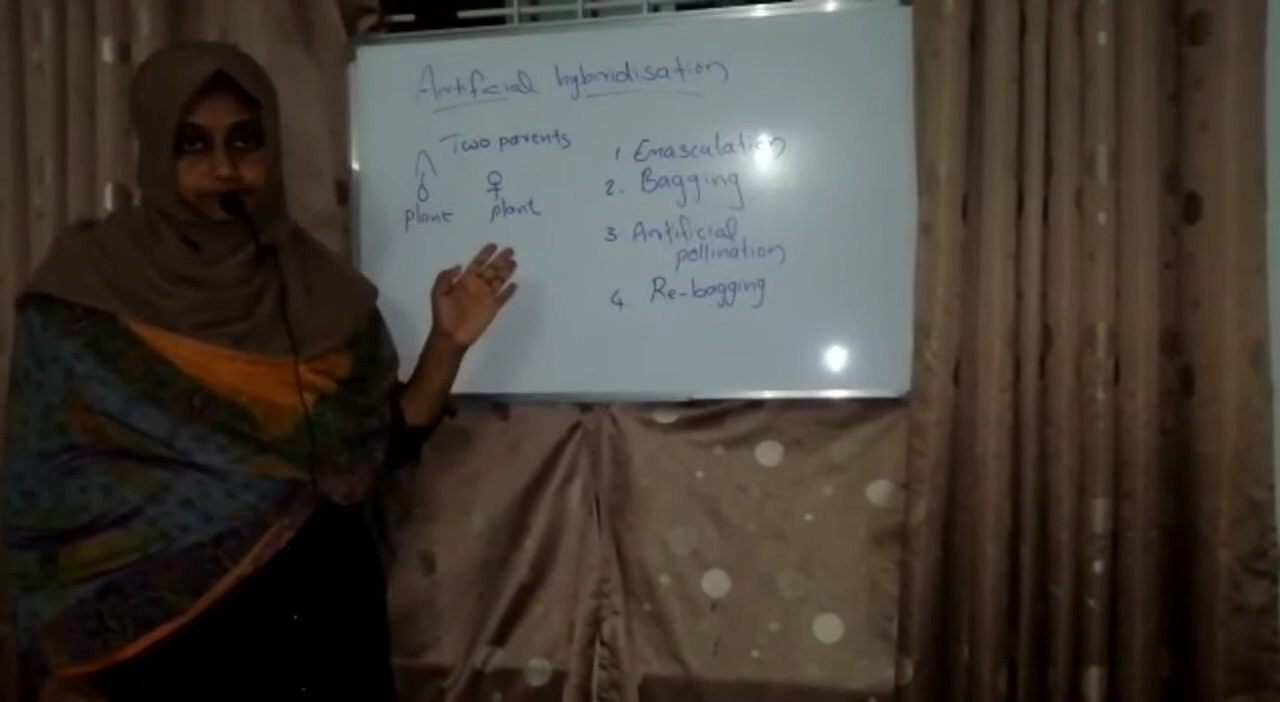 Artificial hybridisation
Two parents
♂ ♀
plant plant
1. Emasculation
2. Bagging
3. Artificial
pollination
4 Re-bagging